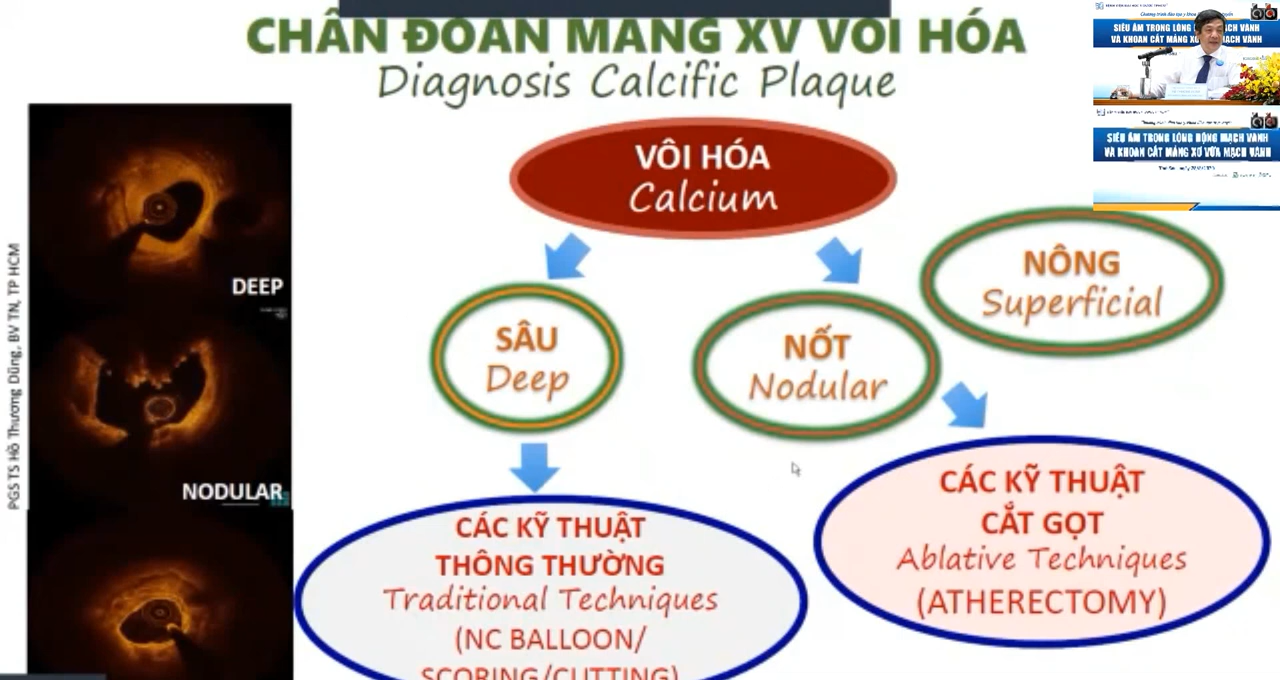 CHẨN ĐOÁN MẢNG XV VÔI HÓA
Diagnosis Calcific Plaque
VÔI HÓA
Calcium
NÔNG
Superficial
SÂU
Deep
NỐT
Nodular
CÁC KỸ THUẬT
THÔNG THƯỜNG
Traditional Techniques
(NC BALLOON/
SCORING/CUTTING)
CÁC KỸ THUẬT
CẮT GỌT
Ablative Techniques
(ATHERECTOMY)
DEEP
NODULAR
PGS TS Hồ Thượng Dũng, BV TN, TP HCM
SIÊU ÂM TRONG LÒNG MẠCH VÀNH
VÀ KHOAN CẮT MẢNG XƠ MẠCH VÀNH
SIÊU ÂM TRONG LÒNG ĐỘNG MẠCH VÀNH
VÀ KHOAN CẮT MẢNG XƠ VỮA MẠCH VÀNH